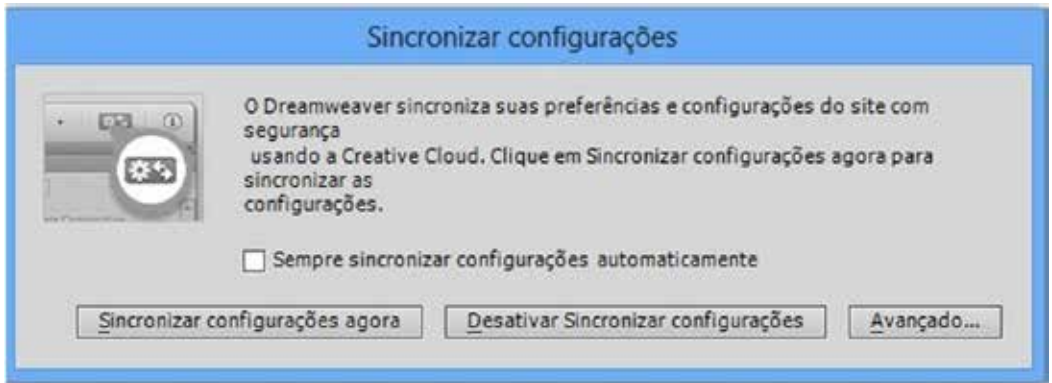 Sincronizar configurações
O Dreamweaver sincroniza suas preferências e configurações do site com
segurança
usando a Creative Cloud. Clique em Sincronizar configurações agora para
sincronizar as
configurações.
Sempre sincronizar configurações automaticamente
Sincronizar configurações agora
Desativar Sincronizar configurações
Avançado...